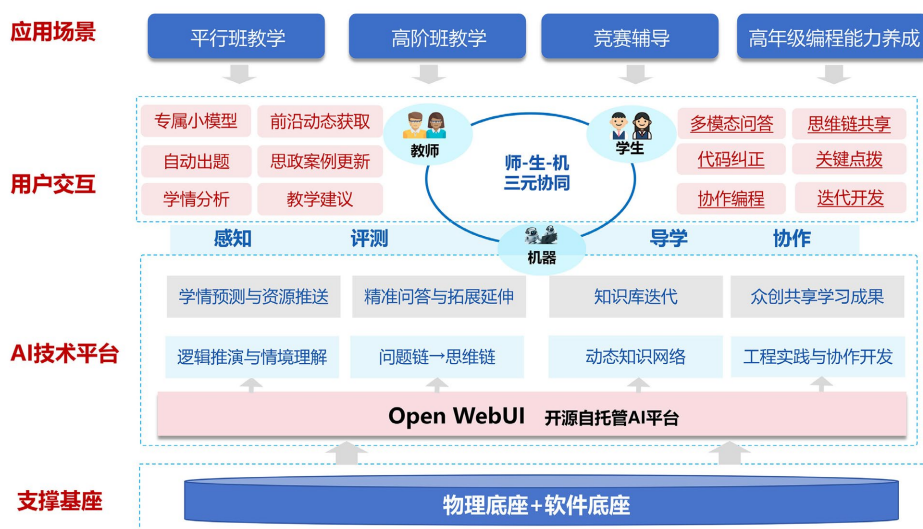 应用场景
平行班教学
高阶班教学
竞赛辅导
高年级编程能力养成
用户交互
专属小模型
前沿动态获取
自动出题
思政案例更新
学情分析
教学建议
教师
学生
师-生-机
三元协同
机器
多模态问答
思维链共享
代码纠正
关键点拨
协作编程
迭代开发
感知
评测
导学
协作
AI技术平台
学情预测与资源推送
精准问答与拓展延伸
知识库迭代
众创共享学习成果
逻辑推演与情境理解
问题链→思维链
动态知识网络
工程实践与协作开发
Open WebUI 开源自托管AI平台
支撑基座
物理底座+软件底座